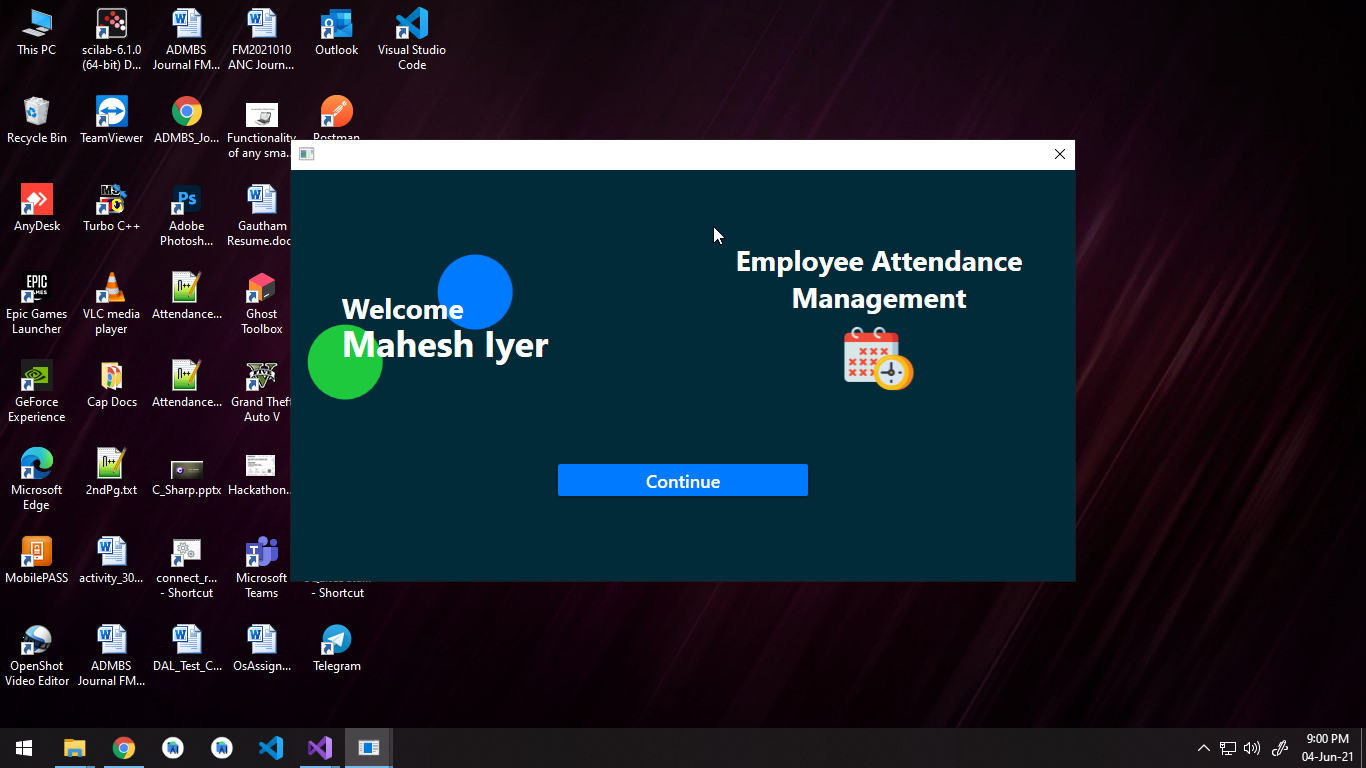 This PC
scilab-6.1.0
(64-bit) D...
ADMBS
Journal FM...
FM2021010
ANC Journ...
Outlook
Visual Studio
Code
Recycle Bin
TeamViewer
ADMBS_Jo...
Functionality
of any sma...
Postman
AnyDesk
Turbo C++
Adobe
Photosh...
Gautham
Resume.doc
Epic Games
Launcher
VLC media
player
Attendance...
Ghost
Toolbox
GeForce
Experience
Cap Docs
Attendance...
Grand Theft
Auto V
Microsoft
Edge
2ndPg.txt
C_Sharp.pptx
Hackathon...
MobilePASS
activity_30...
connect_r...
- Shortcut
Microsoft
Teams
- Shortcut
OpenShot
Video Editor
ADMBS
Journal FM...
DAL_Test_C...
OsAssign...
Telegram
Welcome
Mahesh Iyer
Employee Attendance
Management
Continue
9:00 PM
04-Jun-21